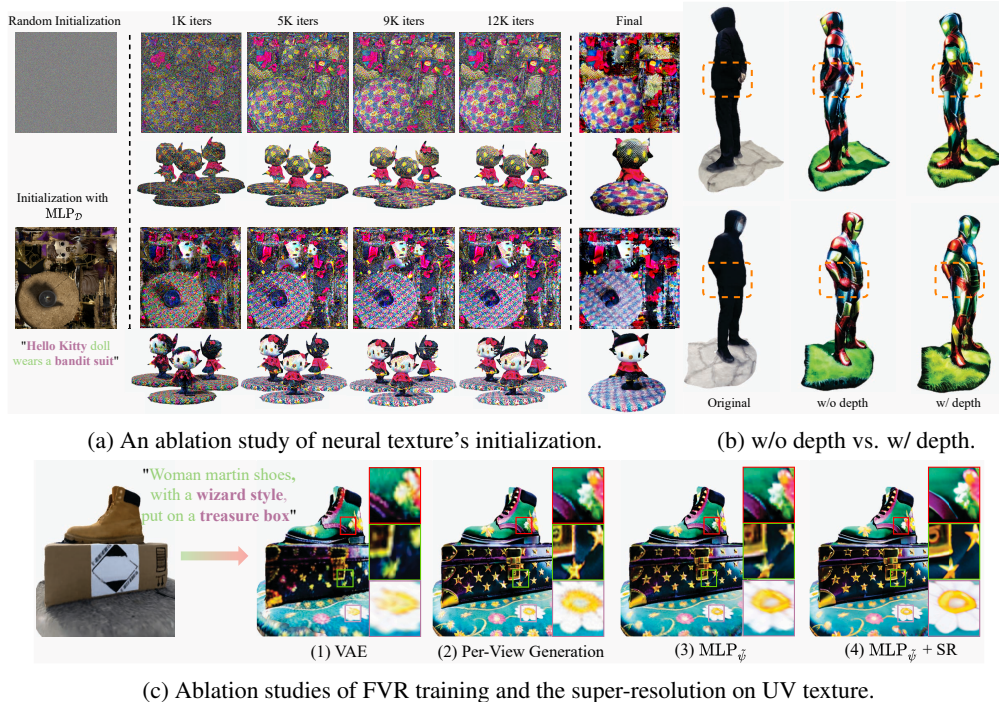 Random Initialization
1K iters
5K iters
9K iters
12K iters
Final
Initialization with
MLP𝒟
"Hello Kitty doll
wears a bandit suit"
Original
w/o depth
w/ depth
(a) An ablation study of neural texture's initialization.
(b) w/o depth vs. w/ depth.
"Woman martin shoes,
with a wizard style,
put on a treasure box"
(1) VAE
(2) Per-View Generation
(3) MLPψ̃
(4) MLPψ̃ + SR
(c) Ablation studies of FVR training and the super-resolution on UV texture.